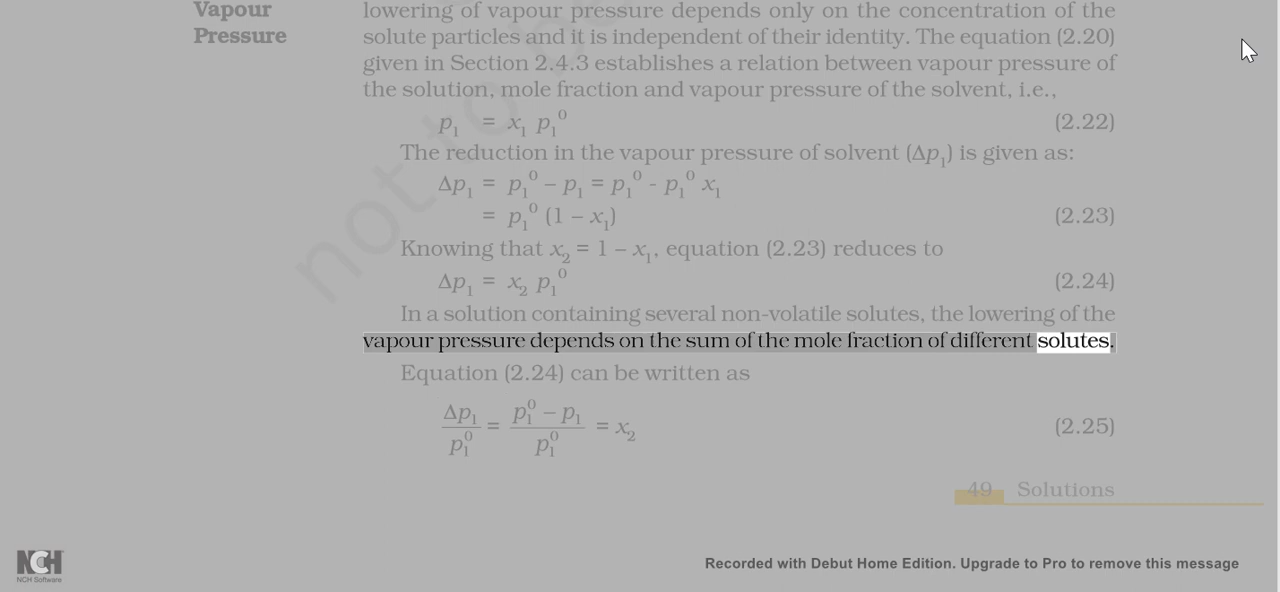 Vapour
Pressure
lowering of vapour pressure depends only on the concentration of the
solute particles and it is independent of their identity. The equation (2.20)
given in Section 2.4.3 establishes a relation between vapour pressure of
the solution, mole fraction and vapour pressure of the solvent, i.e.,
p₁ = x₁ p₁⁰ (2.22)
The reduction in the vapour pressure of solvent (Δp₁) is given as:
Δp₁ = p₁⁰ – p₁ = p₁⁰ - p₁⁰ x₁
= p₁⁰ (1 – x₁) (2.23)
Knowing that x₂ = 1 – x₁, equation (2.23) reduces to
Δp₁ = x₂ p₁⁰ (2.24)
In a solution containing several non-volatile solutes, the lowering of the
vapour pressure depends on the sum of the mole fraction of different solutes.
Equation (2.24) can be written as
Δp₁/p₁⁰ = (p₁⁰ – p₁)/p₁⁰ = x₂ (2.25)
49 Solutions
not to be
NCH
NCH Software
Recorded with Debut Home Edition. Upgrade to Pro to remove this message